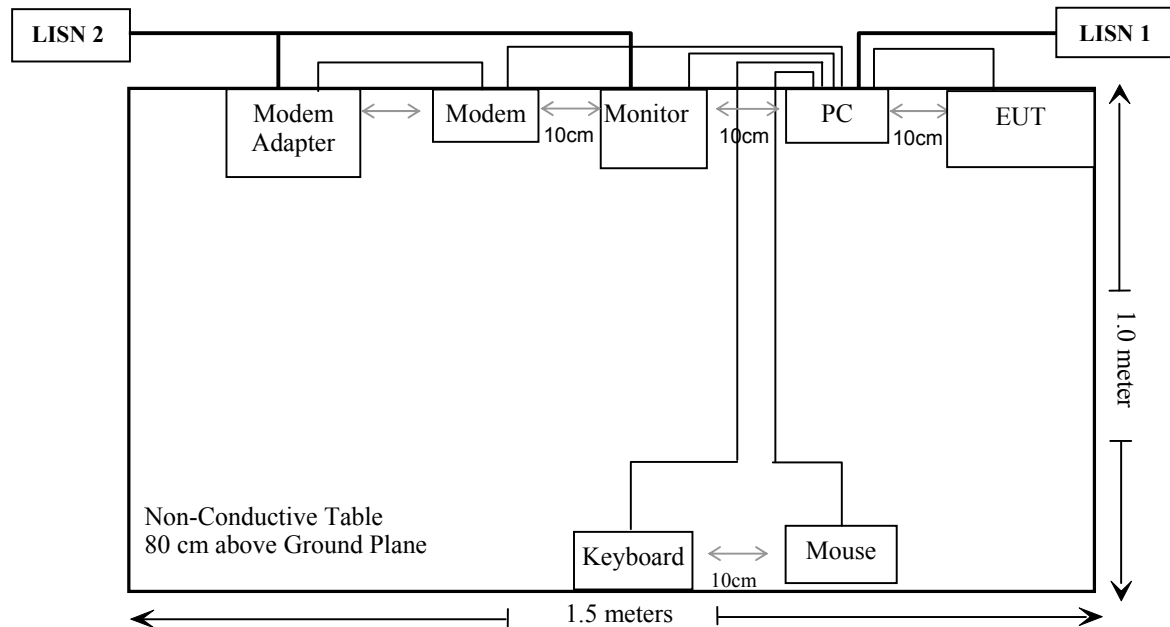 LISN 2
LISN 1
Modem
Adapter
Modem
10cm
Monitor
10cm
PC
10cm
EUT
1.0 meter
Non-Conductive Table
80 cm above Ground Plane
Keyboard
10cm
Mouse
1.5 meters